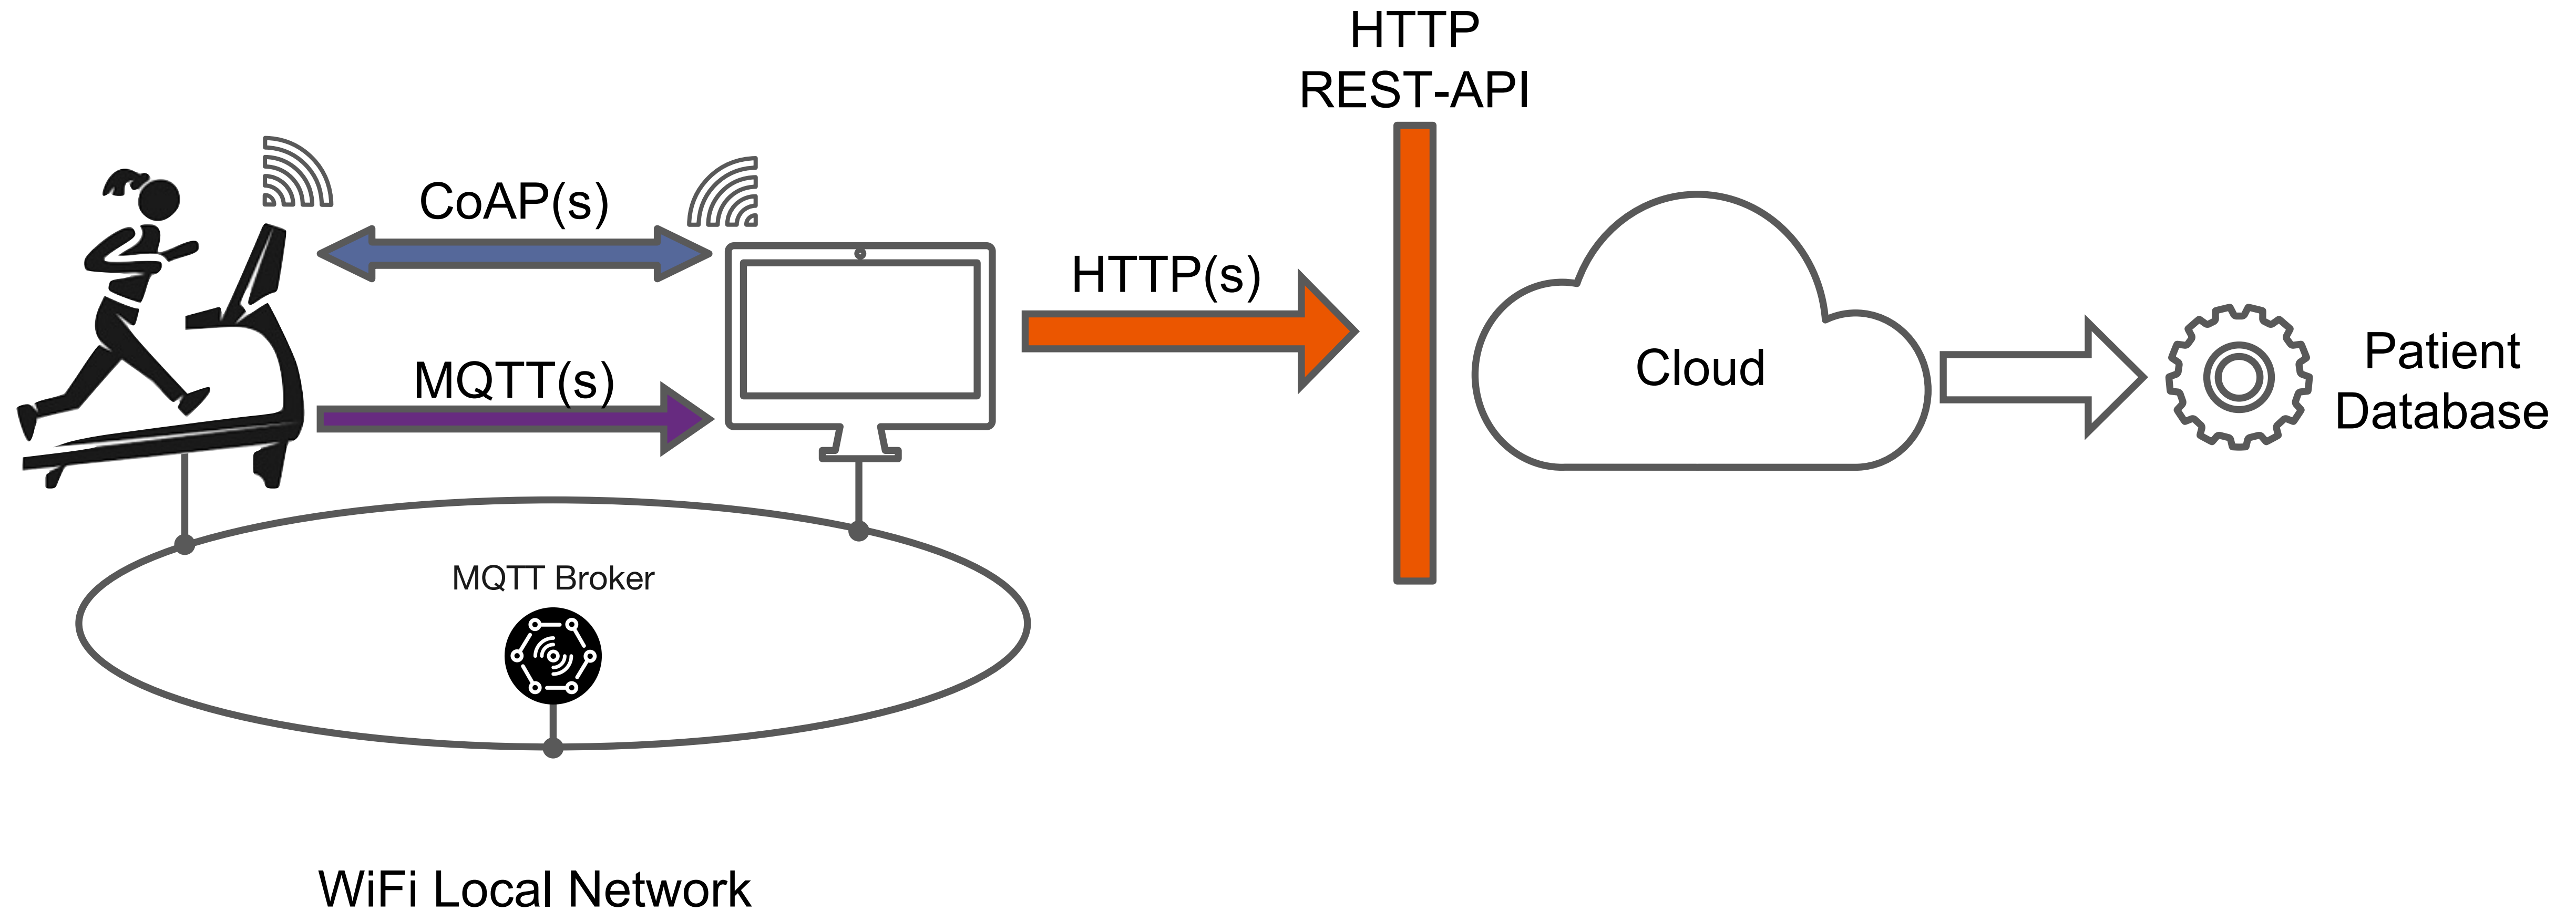 HTTP
REST-API
CoAP(s)
HTTP(s)
MQTT(s)
Cloud
Patient
Database
MQTT Broker
WiFi Local Network